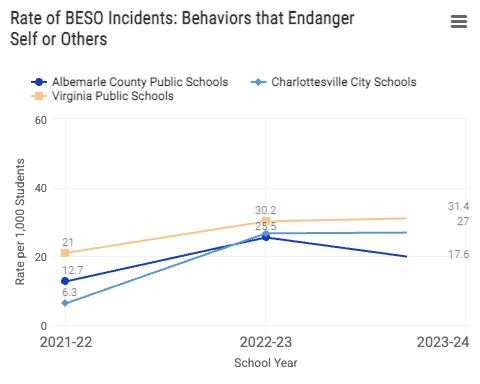 Rate of BESO Incidents: Behaviors that Endanger
Self or Others
Albemarle County Public Schools
Charlottesville City Schools
Virginia Public Schools
Rate per 1,000 Students
60
40
20
0
21
12.7
6.3
30.2
25.5
31.4
27
17.6
2021-22
2022-23
2023-24
School Year